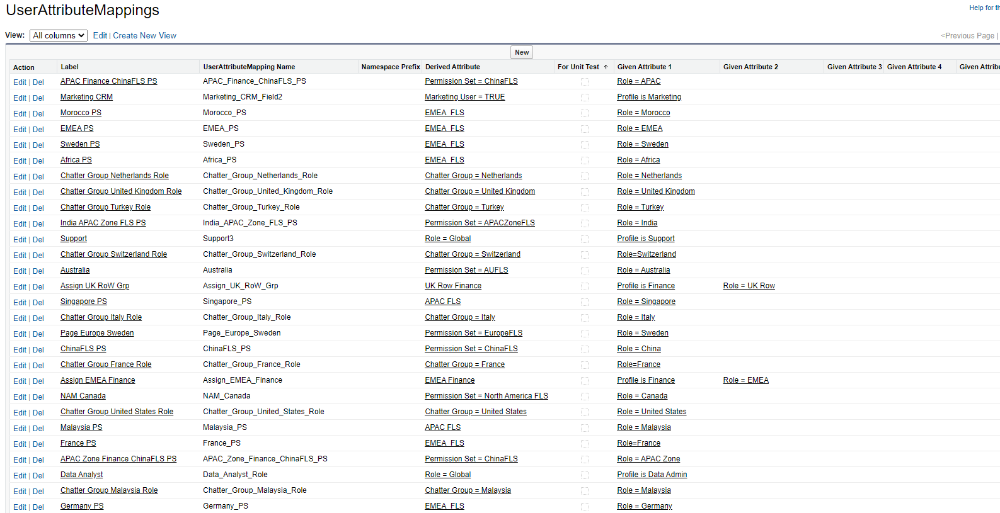 UserAttributeMappings
Help for th
View: All columns Edit | Create New View
<Previous Page |
New
Action Label UserAttributeMapping Name Namespace Prefix Derived Attribute For Unit Test ↑ Given Attribute 1 Given Attribute 2 Given Attribute 3 Given Attribute 4 Given Attribu
Edit | Del APAC Finance ChinaFLS PS APAC_Finance_ChinaFLS_PS Permission Set = ChinaFLS Role = APAC
Edit | Del Marketing CRM Marketing_CRM_Field2 Marketing User = TRUE Profile is Marketing
Edit | Del Morocco PS Morocco_PS EMEA_FLS Role = Morocco
Edit | Del EMEA PS EMEA_PS EMEA_FLS Role = EMEA
Edit | Del Sweden PS Sweden_PS EMEA_FLS Role = Sweden
Edit | Del Africa PS Africa_PS EMEA_FLS Role = Africa
Edit | Del Chatter Group Netherlands Role Chatter_Group_Netherlands_Role Chatter Group = Netherlands Role = Netherlands
Edit | Del Chatter Group United Kingdom Role Chatter_Group_United_Kingdom_Role Chatter Group = United Kingdom Role = United Kingdom
Edit | Del Chatter Group Turkey Role Chatter_Group_Turkey_Role Chatter Group = Turkey Role = Turkey
Edit | Del India APAC Zone FLS PS India_APAC_Zone_FLS_PS Permission Set = APACZoneFLS Role = India
Edit | Del Support Support3 Role = Global Profile is Support
Edit | Del Chatter Group Switzerland Role Chatter_Group_Switzerland_Role Chatter Group = Switzerland Role=Switzerland
Edit | Del Australia Australia Permission Set = AUFLS Role = Australia
Edit | Del Assign UK RoW Grp Assign_UK_RoW_Grp UK Row Finance Profile is Finance Role = UK Row
Edit | Del Singapore PS Singapore_PS APAC FLS Role = Singapore
Edit | Del Chatter Group Italy Role Chatter_Group_Italy_Role Chatter Group = Italy Role = Italy
Edit | Del Page Europe Sweden Page_Europe_Sweden Permission Set = EuropeFLS Role = Sweden
Edit | Del ChinaFLS PS ChinaFLS_PS Permission Set = ChinaFLS Role = China
Edit | Del Chatter Group France Role Chatter_Group_France_Role Chatter Group = France Role=France
Edit | Del Assign EMEA Finance Assign_EMEA_Finance EMEA Finance Profile is Finance Role = EMEA
Edit | Del NAM Canada NAM_Canada Permission Set = North America FLS Role = Canada
Edit | Del Chatter Group United States Role Chatter_Group_United_States_Role Chatter Group = United States Role = United States
Edit | Del Malaysia PS Malaysia_PS APAC FLS Role = Malaysia
Edit | Del France PS France_PS EMEA_FLS Role=France
Edit | Del APAC Zone Finance ChinaFLS PS APAC_Zone_Finance_ChinaFLS_PS Permission Set = ChinaFLS Role = APAC Zone
Edit | Del Data Analyst Data_Analyst_Role Role = Global Profile is Data Admin
Edit | Del Chatter Group Malaysia Role Chatter_Group_Malaysia_Role Chatter Group = Malaysia Role = Malaysia
Edit | Del Germany PS Germany_PS EMEA_FLS Role = Germany